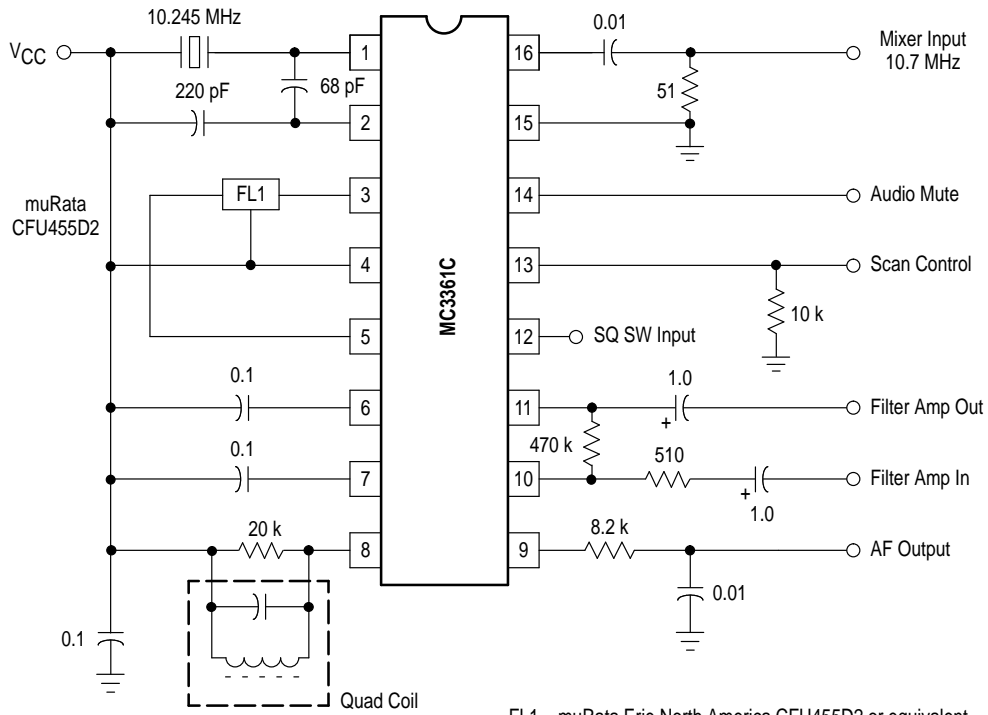 10.245 MHz
VCC
220 pF
68 pF
muRata
CFU455D2
FL1
0.1
0.1
20 k
0.1
Quad Coil
1
2
3
4
5
6
7
8
MC3361C
16
15
14
13
12
11
10
9
0.01
51
Mixer Input
10.7 MHz
Audio Mute
Scan Control
10 k
SQ SW Input
1.0
+
Filter Amp Out
470 k
510
+
1.0
Filter Amp In
8.2 k
AF Output
0.01